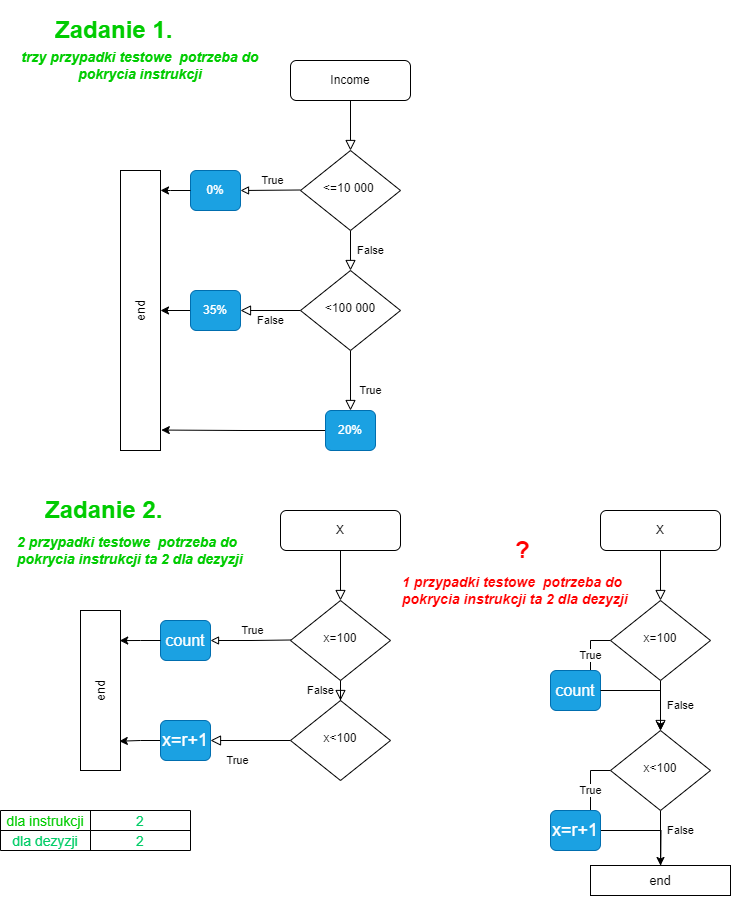 Zadanie 1.
trzy przypadki testowe potrzeba do
pokrycia instrukcji
Income
<=10 000
True
0%
False
<100 000
False
35%
True
20%
end
Zadanie 2.
2 przypadki testowe potrzeba do
pokrycia instrukcji ta 2 dla dezyzji
X
x=100
True
count
False
x<100
True
x=r+1
end
dla instrukcji 2
dla dezyzji 2
?
1 przypadki testowe potrzeba do
pokrycia instrukcji ta 2 dla dezyzji
X
x=100
True
count
False
x<100
True
x=r+1
False
end